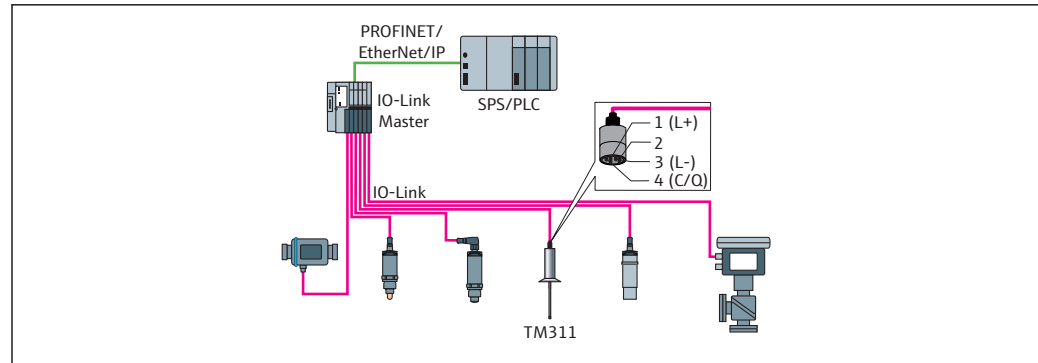 PROFINET/
EtherNet/IP
SPS/PLC
IO-Link
Master
1 (L+)
2
3 (L-)
4 (C/Q)
IO-Link
TM311